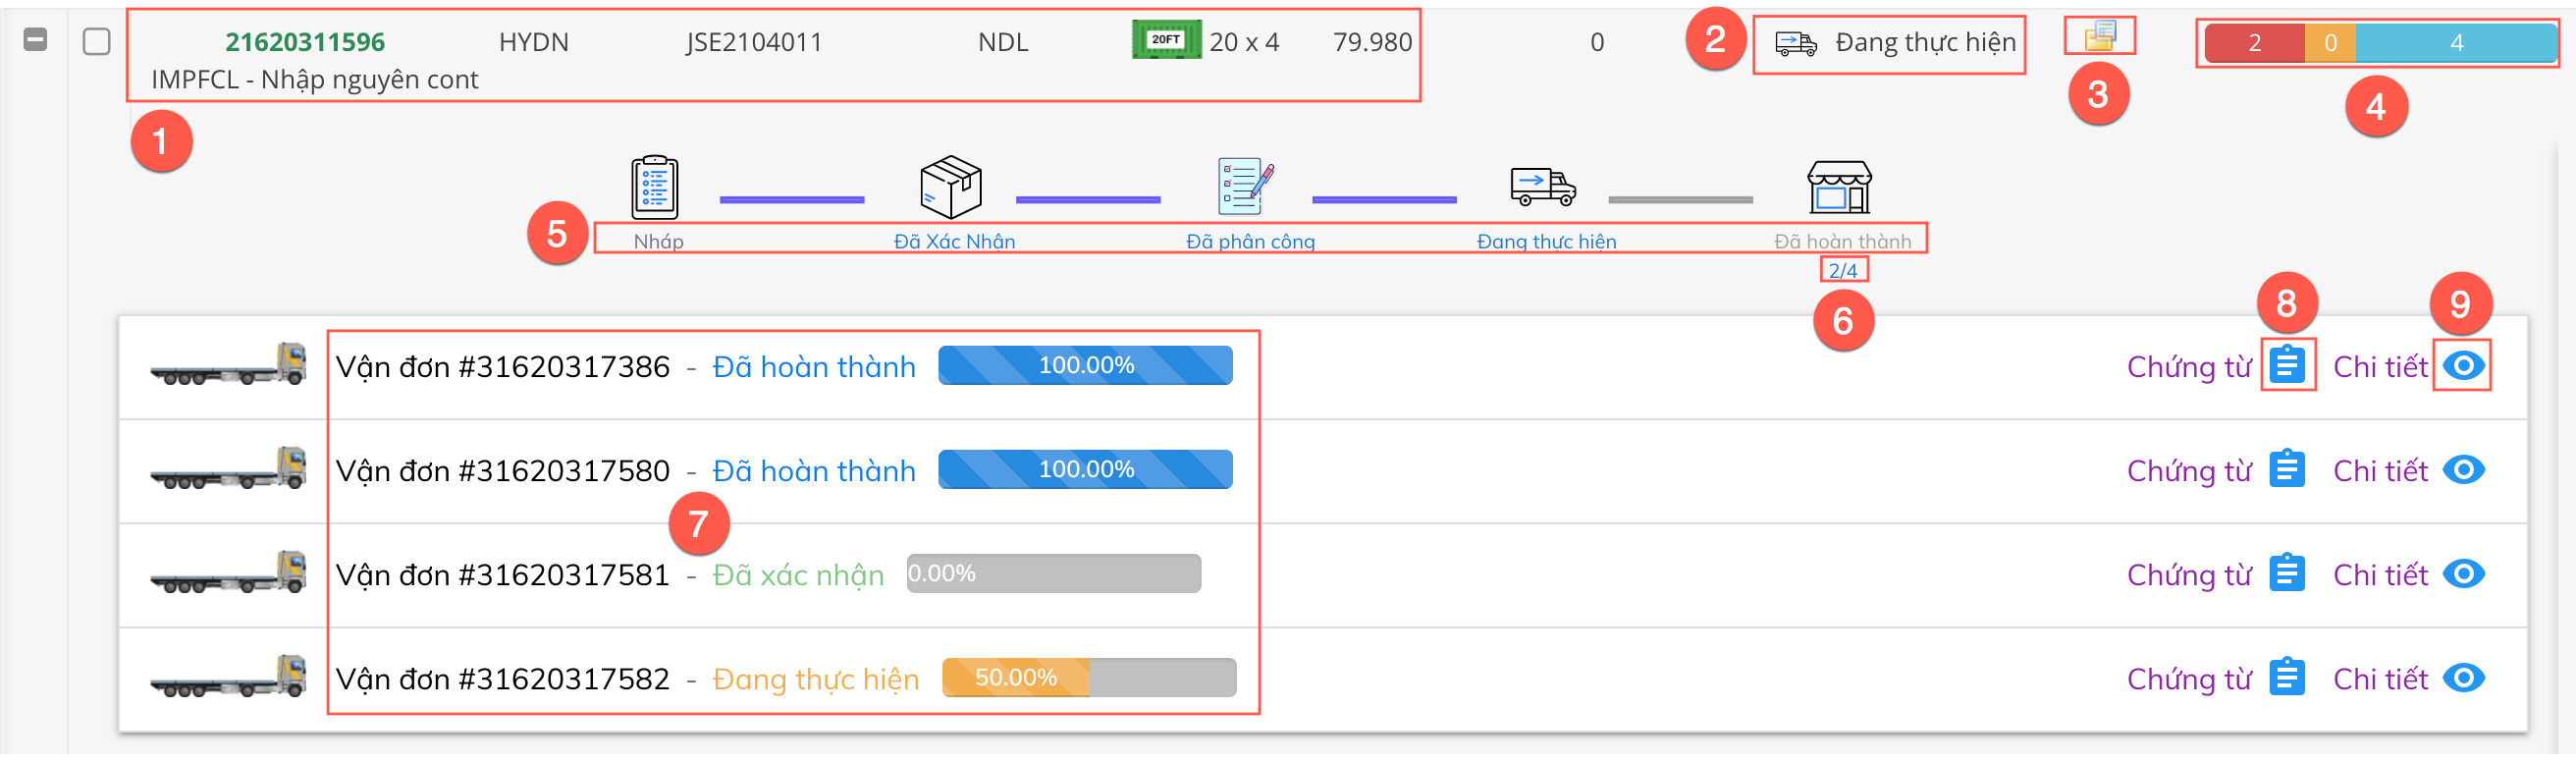 21620311596 HYDN JSE2104011 NDL 20FT 20 x 4 79.980 0 2 Đang thực hiện 2 0 4
IMPFCL - Nhập nguyên cont
3
4
1
5 Nháp Đã Xác Nhận Đã phân công Đang thực hiện Đã hoàn thành
2/4
6 8 9
Vận đơn #31620317386 - Đã hoàn thành 100.00% Chứng từ Chi tiết
Vận đơn #31620317580 - Đã hoàn thành 100.00% Chứng từ Chi tiết
7
Vận đơn #31620317581 - Đã xác nhận 0.00% Chứng từ Chi tiết
Vận đơn #31620317582 - Đang thực hiện 50.00% Chứng từ Chi tiết